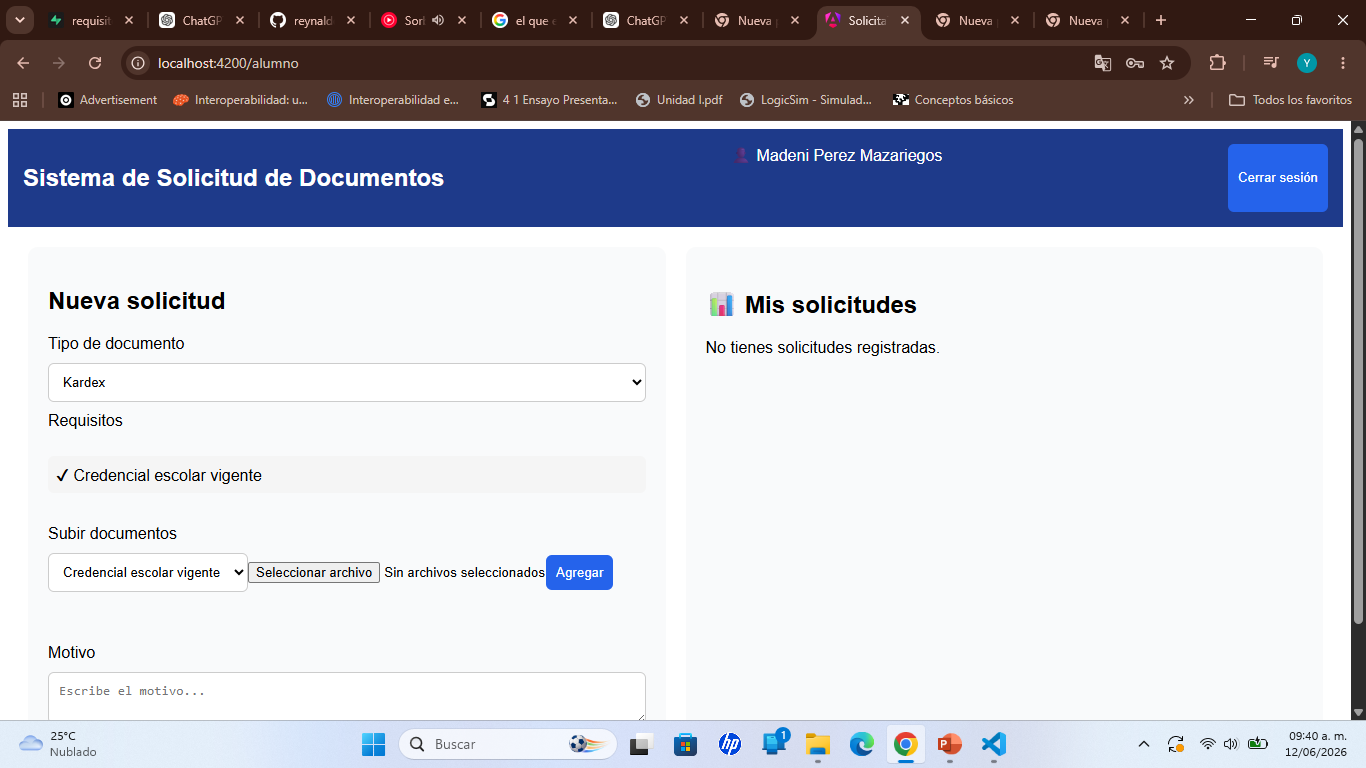 requisit
ChatGP
reynald
Sorl
el que e
ChatGP
Nueva
Solicita
Nueva
Nueva
localhost:4200/alumno
Y
Advertisement
Interoperabilidad: u...
Interoperabilidad e...
4 1 Ensayo Presenta...
Unidad I.pdf
LogicSim - Simulad...
Conceptos básicos
Todos los favoritos
Sistema de Solicitud de Documentos
Madeni Perez Mazariegos
Cerrar sesión
Nueva solicitud
Tipo de documento
Kardex
Requisitos
✓ Credencial escolar vigente
Subir documentos
Credencial escolar vigente
Seleccionar archivo Sin archivos seleccionados
Agregar
Motivo
Escribe el motivo...
Mis solicitudes
No tienes solicitudes registradas.
25°C
Nublado
Buscar
hp
1
09:40 a. m.
12/06/2026